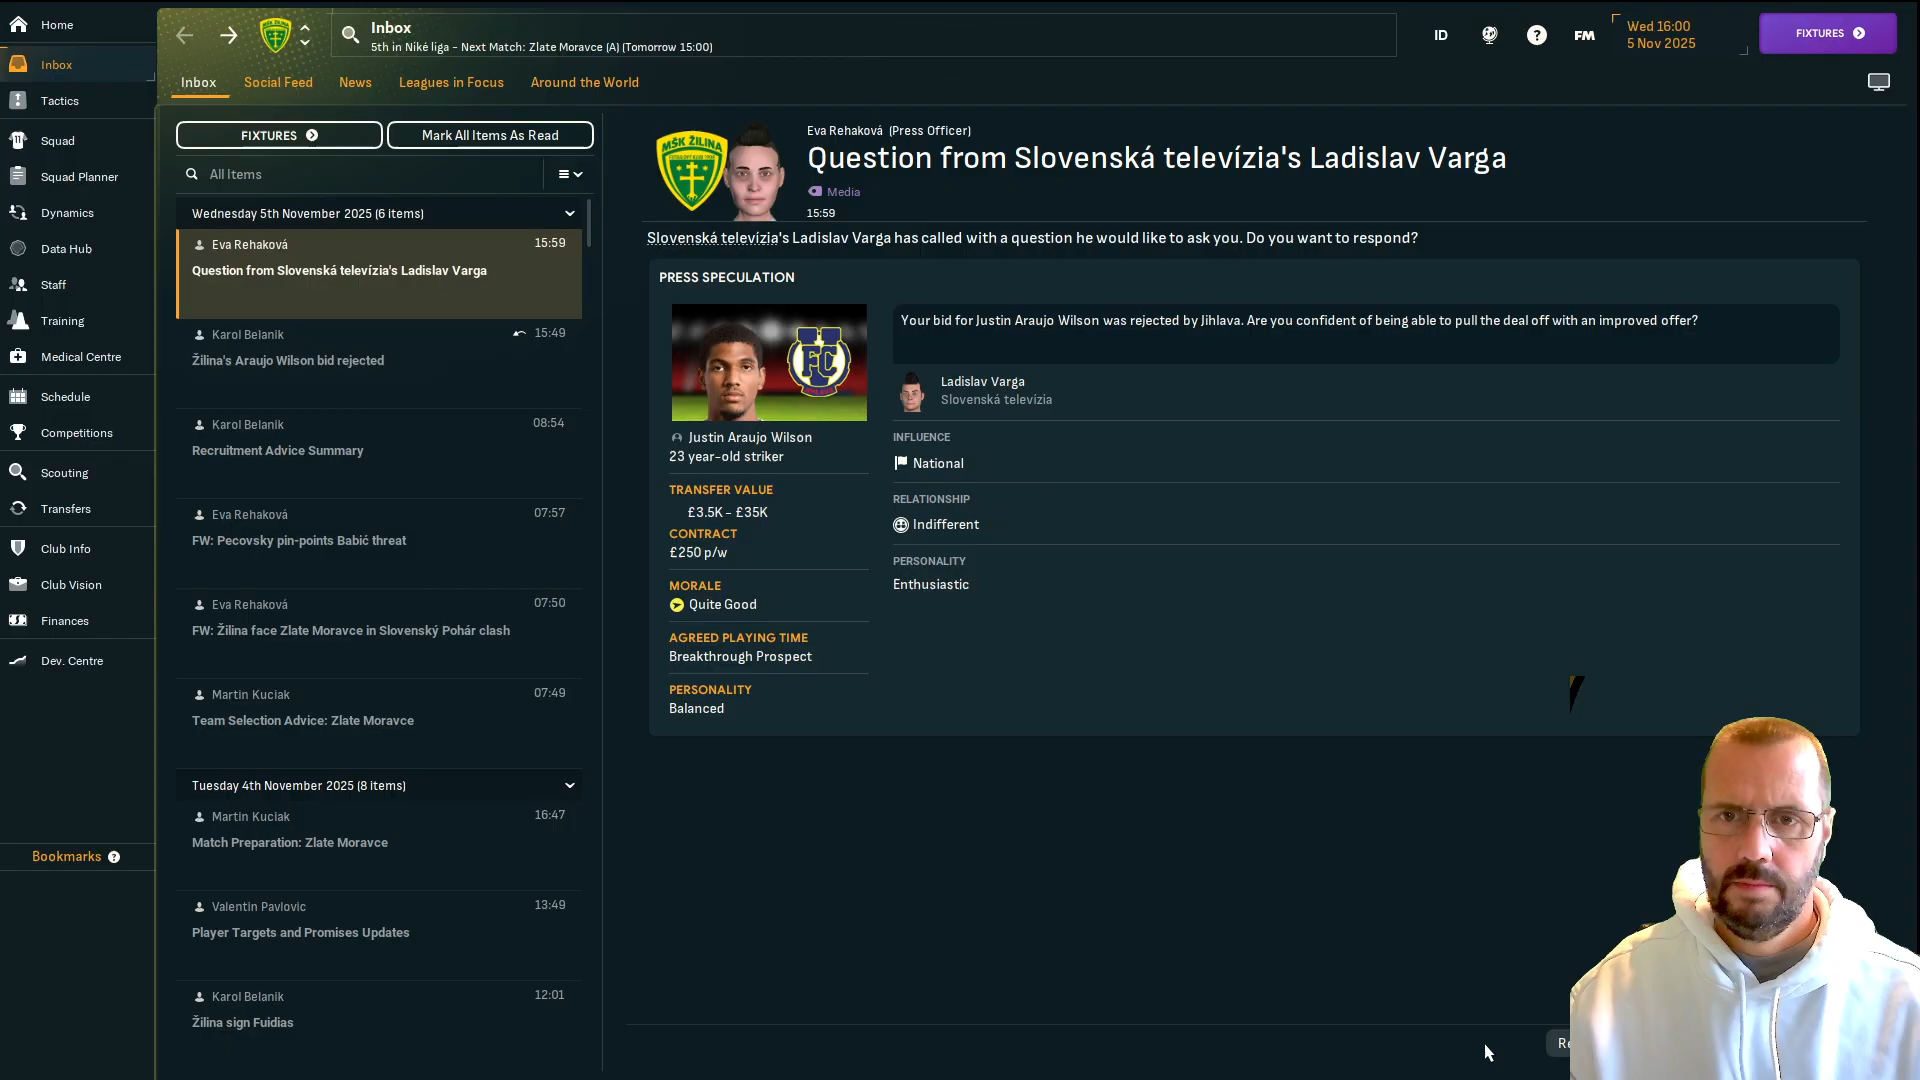 Home
Inbox
Tactics
Squad
Squad Planner
Dynamics
Data Hub
Staff
Training
Medical Centre
Schedule
Competitions
Scouting
Transfers
Club Info
Club Vision
Finances
Dev. Centre
Bookmarks ?
Inbox
5th in Niké liga - Next Match: Zlate Moravce (A) (Tomorrow 15:00)
ID
?
FM
Wed 16:00
5 Nov 2025
FIXTURES
Inbox
Social Feed
News
Leagues in Focus
Around the World
FIXTURES
Mark All Items As Read
All Items
Wednesday 5th November 2025 (6 items)
Eva Rehaková
15:59
Question from Slovenská televízia's Ladislav Varga
Karol Belanik
15:49
Žilina's Araujo Wilson bid rejected
Karol Belanik
08:54
Recruitment Advice Summary
Eva Rehaková
07:57
FW: Pecovsky pin-points Babić threat
Eva Rehaková
07:50
FW: Žilina face Zlate Moravce in Slovenský Pohár clash
Martin Kuciak
07:49
Team Selection Advice: Zlate Moravce
Tuesday 4th November 2025 (8 items)
Martin Kuciak
16:47
Match Preparation: Zlate Moravce
Valentin Pavlovic
13:49
Player Targets and Promises Updates
Karol Belanik
12:01
Žilina sign Fuidias
MŠK ŽILINA
Eva Rehaková (Press Officer)
Question from Slovenská televízia's Ladislav Varga
Media
15:59
Slovenská televízia's Ladislav Varga has called with a question he would like to ask you. Do you want to respond?
PRESS SPECULATION
FC
Justin Araujo Wilson
23 year-old striker
TRANSFER VALUE
£3.5K - £35K
CONTRACT
£250 p/w
MORALE
Quite Good
AGREED PLAYING TIME
Breakthrough Prospect
PERSONALITY
Balanced
Your bid for Justin Araujo Wilson was rejected by Jihlava. Are you confident of being able to pull the deal off with an improved offer?
Ladislav Varga
Slovenská televízia
INFLUENCE
National
RELATIONSHIP
Indifferent
PERSONALITY
Enthusiastic